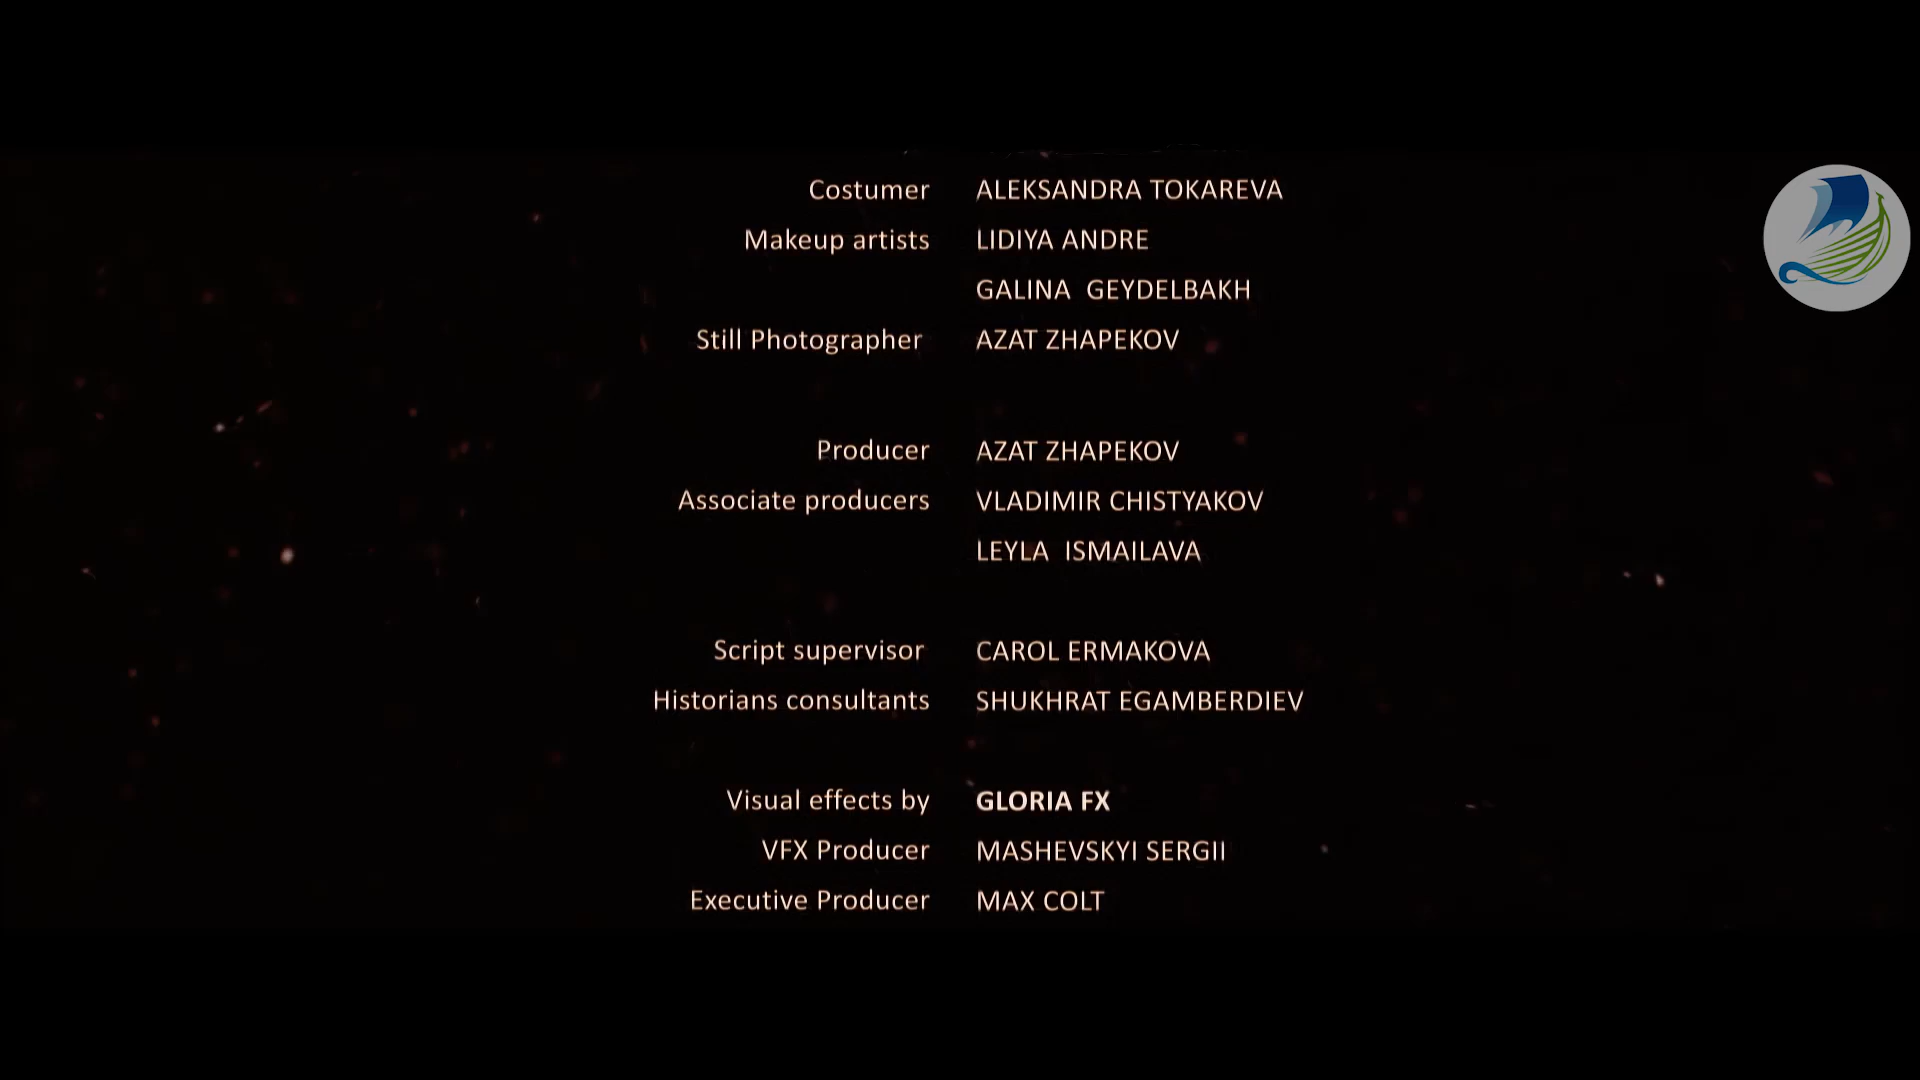 Costumer ALEKSANDRA TOKAREVA
Makeup artists LIDIYA ANDRE
GALINA GEYDELBAKH
Still Photographer AZAT ZHAPEKOV
Producer AZAT ZHAPEKOV
Associate producers VLADIMIR CHISTYAKOV
LEYLA ISMAILAVA
Script supervisor CAROL ERMAKOVA
Historians consultants SHUKHRAT EGAMBERDIEV
Visual effects by GLORIA FX
VFX Producer MASHEVSKYI SERGII
Executive Producer MAX COLT